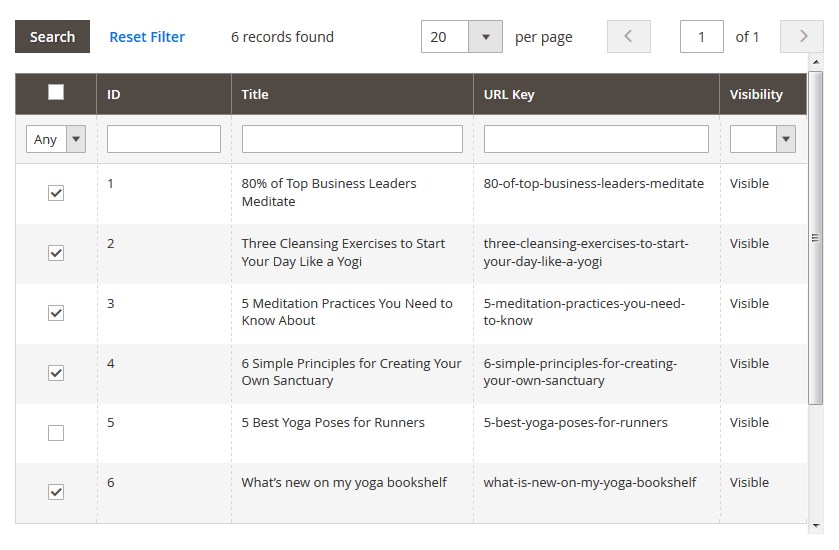 Search Reset Filter 6 records found 20 per page 1 of 1
ID Title URL Key Visibility
Any
1 80% of Top Business Leaders 80-of-top-business-leaders-meditate Visible
Meditate
2 Three Cleansing Exercises to Start three-cleansing-exercises-to-start- Visible
Your Day Like a Yogi your-day-like-a-yogi
3 5 Meditation Practices You Need to 5-meditation-practices-you-need- Visible
Know About to-know
4 6 Simple Principles for Creating Your 6-simple-principles-for-creating- Visible
Own Sanctuary your-own-sanctuary
5 5 Best Yoga Poses for Runners 5-best-yoga-poses-for-runners Visible
6 What's new on my yoga bookshelf what-is-new-on-my-yoga-bookshelf Visible